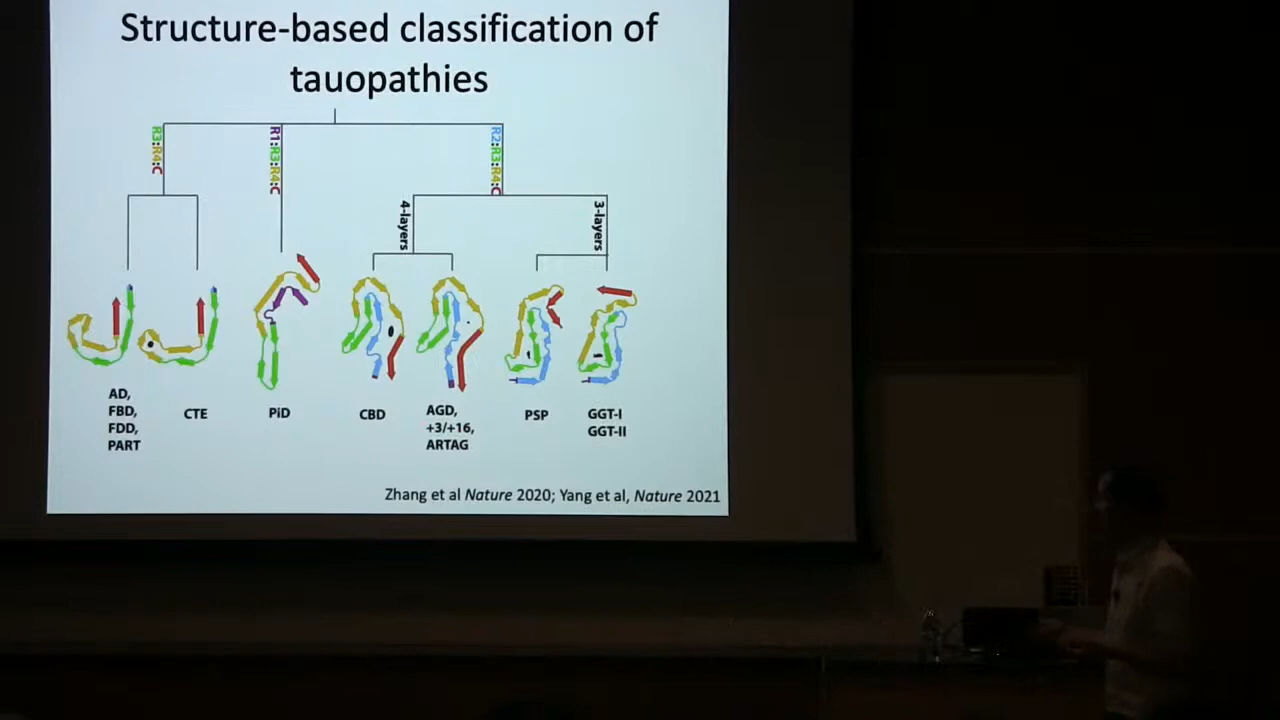 Structure-based classification of
tauopathies
R3:R4:C
R1:R3:R4:C
R2:R3:R4:C
4-layers
3-layers
AD,
FBD,
FDD,
PART
CTE
PiD
CBD
AGD,
+3/+16,
ARTAG
PSP
GGT-I
GGT-II
Zhang et al Nature 2020; Yang et al, Nature 2021